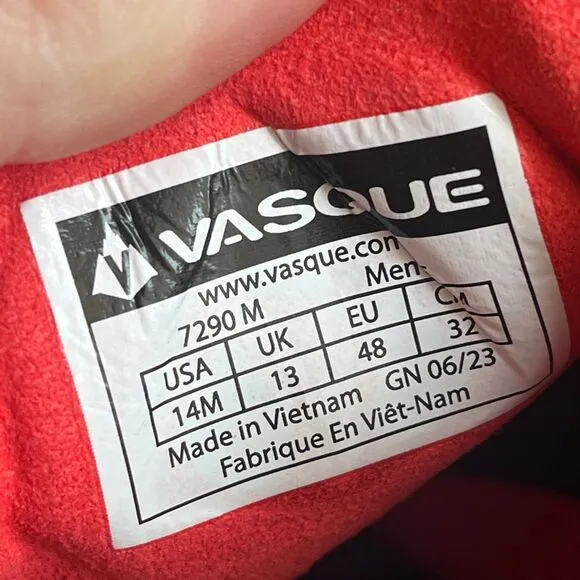 V VASQUE
www.vasque.com
7290 M Men-
USA UK EU CM
14M 13 48 32
Made in Vietnam GN 06/23
Fabrique En Viêt-Nam